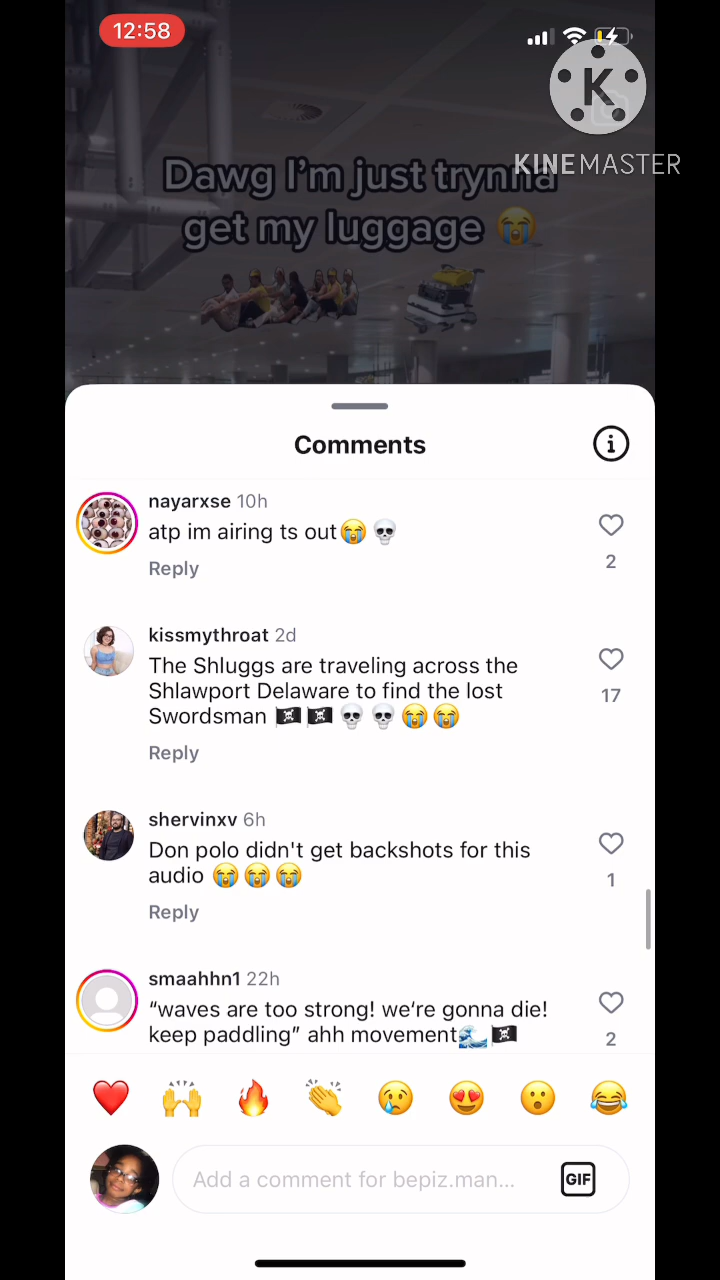 12:58
K
KINEMASTER
Dawg I'm just trynna
get my luggage 😭
Comments
nayarxse 10h
atp im airing ts out😭💀
2
Reply
kissmythroat 2d
The Shluggs are traveling across the
Shlawport Delaware to find the lost
Swordsman 🏴‍☠️🏴‍☠️💀💀😭😭
17
Reply
shervinxv 6h
Don polo didn't get backshots for this
audio 😭😭😭
1
Reply
smaahhn1 22h
“waves are too strong! we‘re gonna die!
keep paddling” ahh movement🌊🏴‍☠️
2
Add a comment for bepiz.man...
GIF